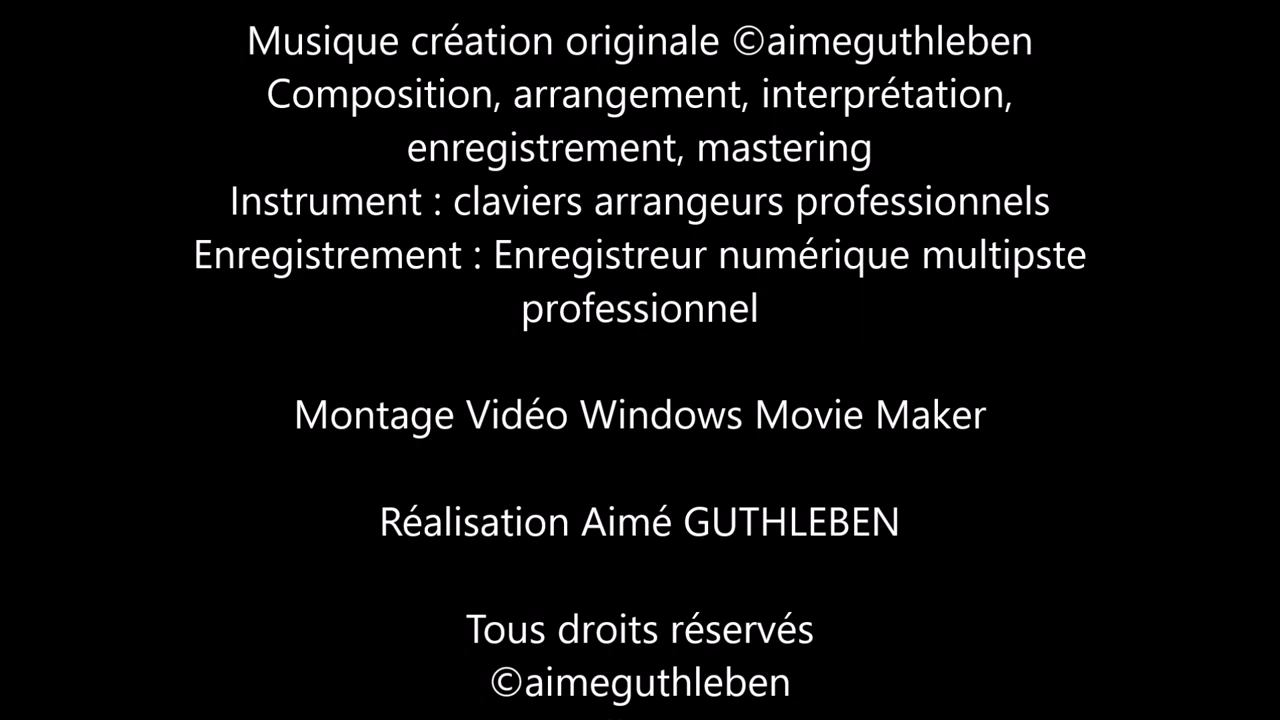 Musique création originale ©aimeguthleben
Composition, arrangement, interprétation,
enregistrement, mastering
Instrument : claviers arrangeurs professionnels
Enregistrement : Enregistreur numérique multipste
professionnel
Montage Vidéo Windows Movie Maker
Réalisation Aimé GUTHLEBEN
Tous droits réservés
©aimeguthleben